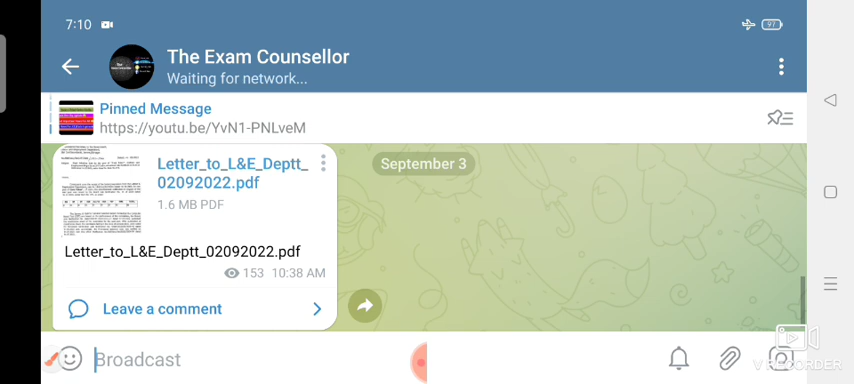 7:10
97
The Exam Counsellor
Waiting for network...
Pinned Message
https://youtu.be/YvN1-PNLveM
September 3
Letter_to_L&E_Deptt_
02092022.pdf
1.6 MB PDF
Letter_to_L&E_Deptt_02092022.pdf
153 10:38 AM
Leave a comment
Broadcast
V RECORDER